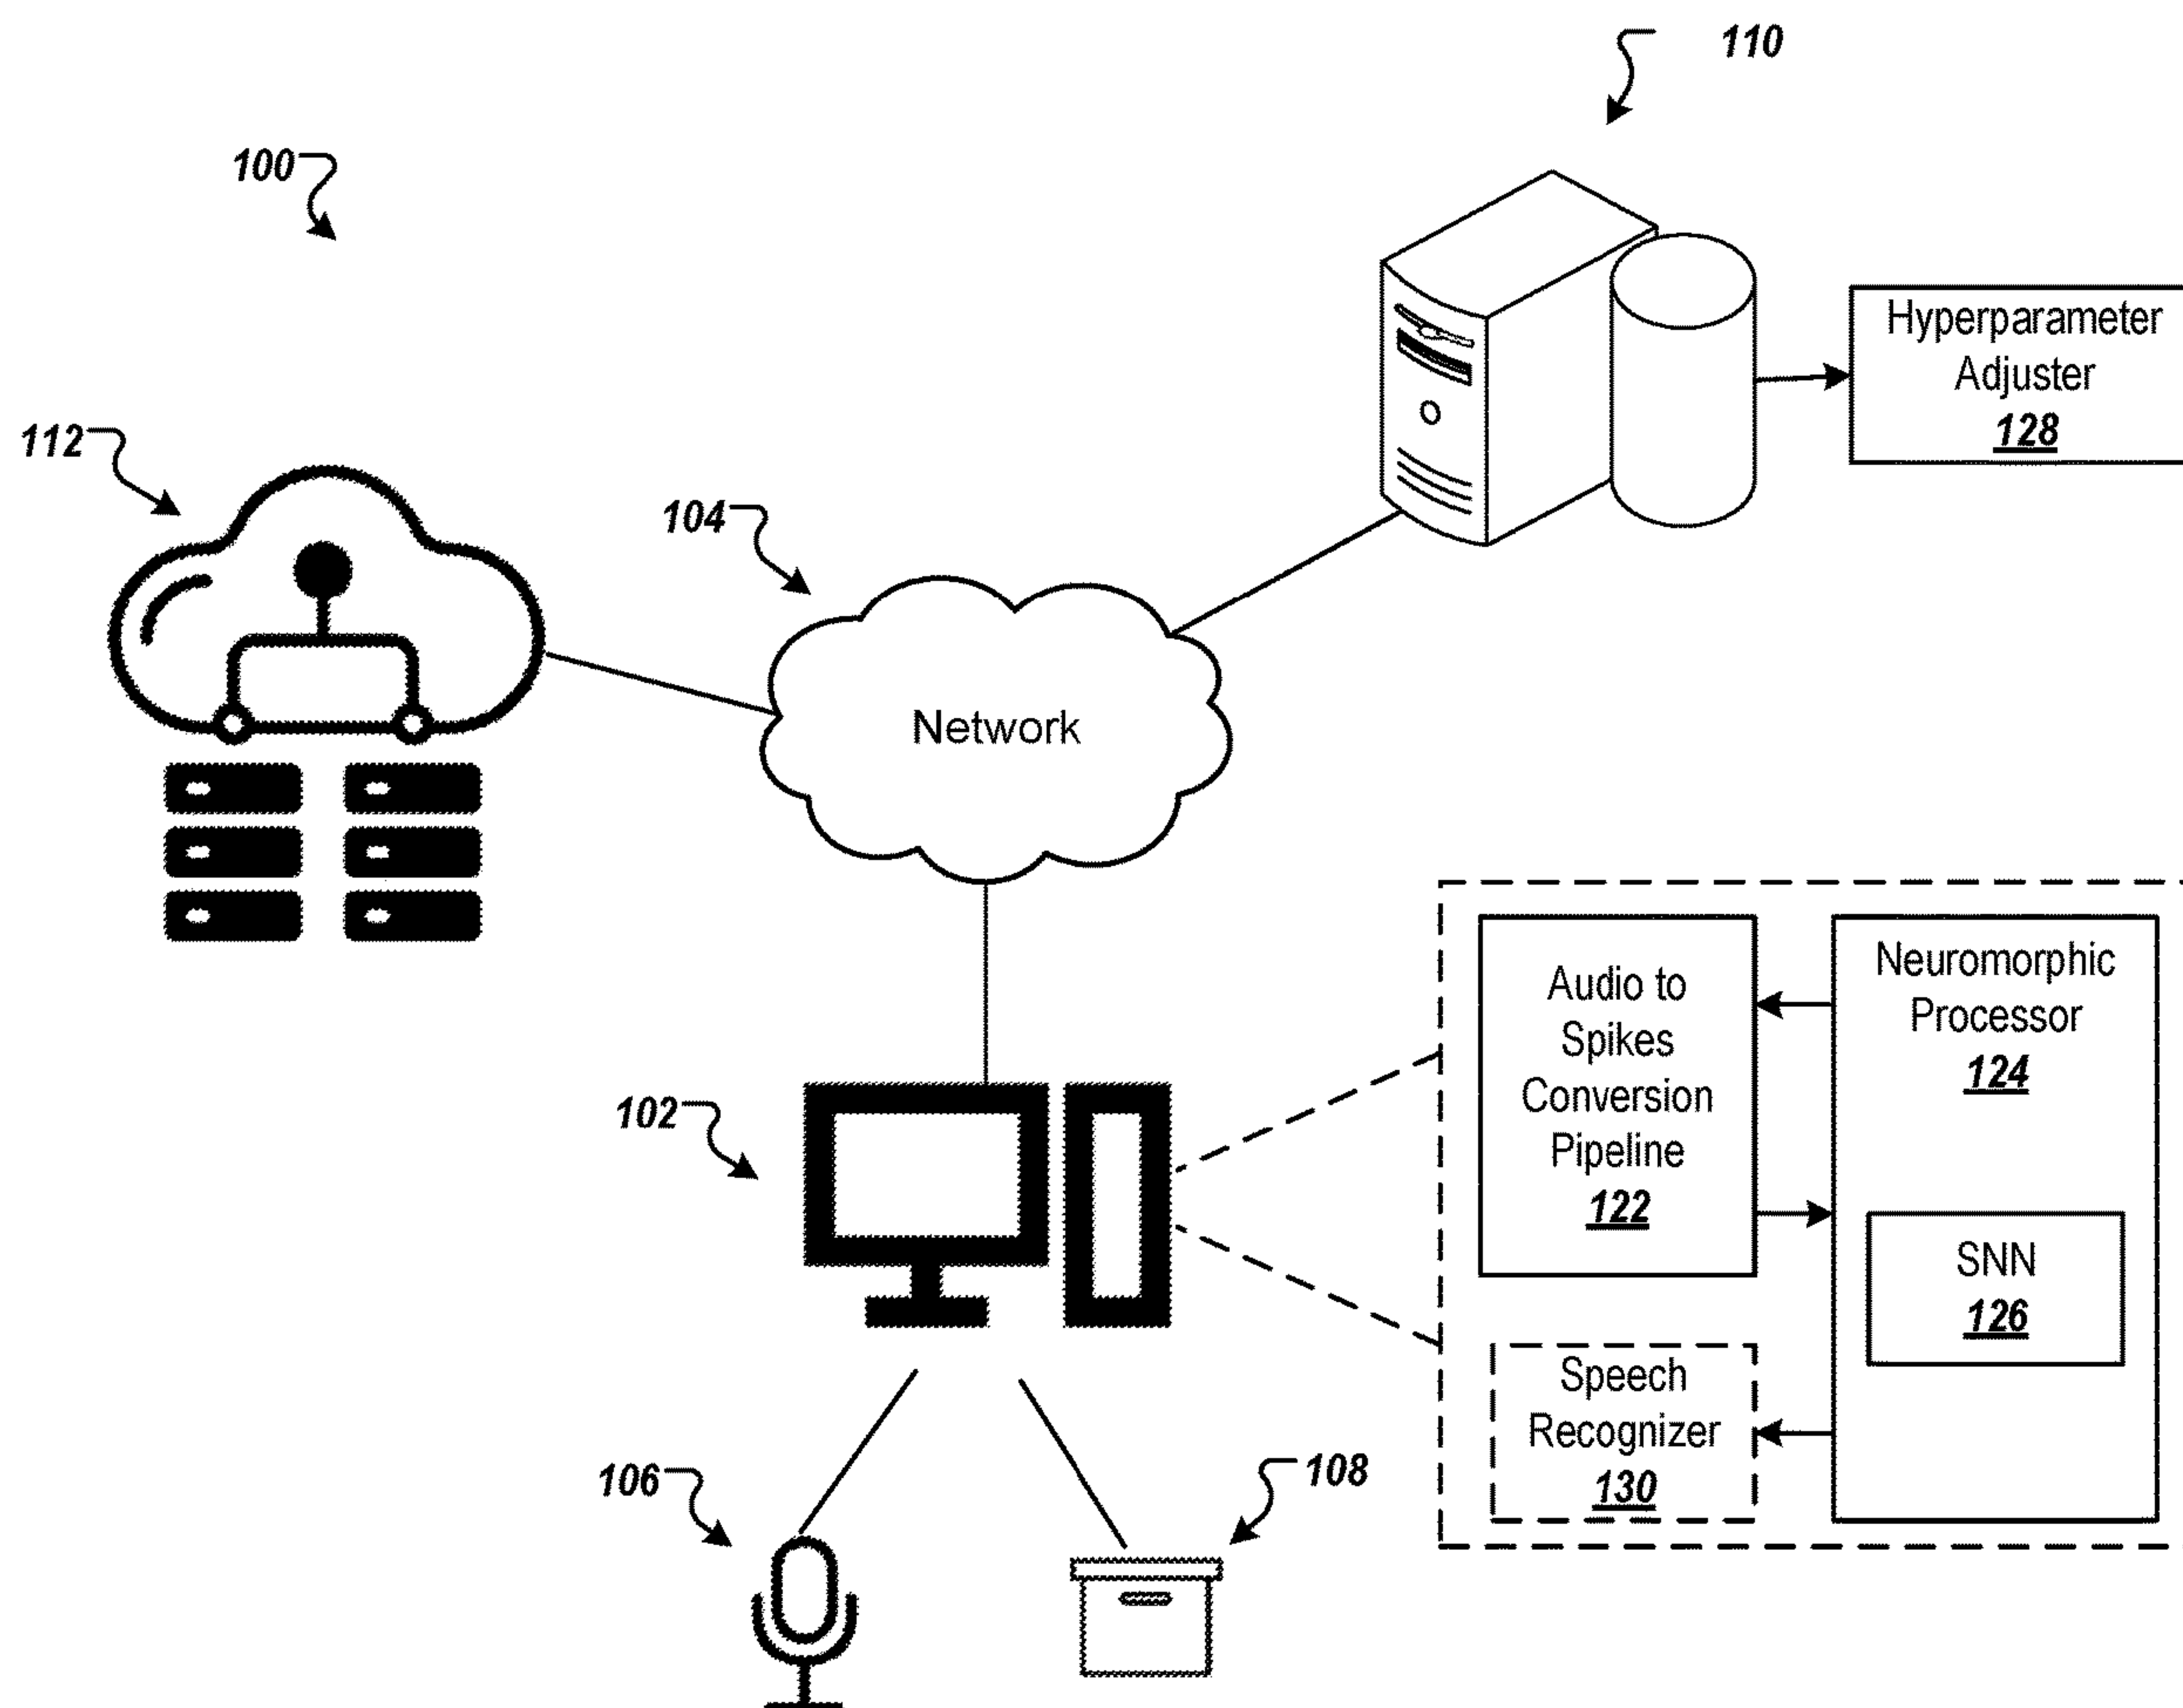 110
100
Hyperparameter
Adjuster
128
112
104
Network
Audio to
Spikes
Conversion
Pipeline
122
Neuromorphic
Processor
124
SNN
126
102
Speech
Recognizer
130
106
108